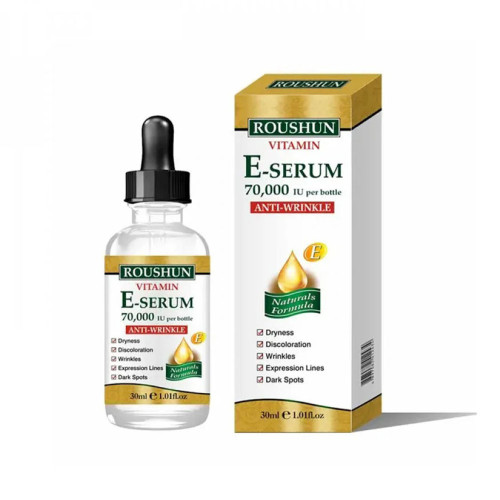 ROUSHUN
VITAMIN
E-SERUM
70,000 IU per bottle
ANTI-WRINKLE
Dryness
Discoloration
Wrinkles
Expression Lines
Dark Spots
E
Naturals
Formula
30ml e 1.01fl.oz
ROUSHUN
ROUSHUN
VITAMIN
E-SERUM
70,000 IU per bottle
ANTI-WRINKLE
E
Naturals
Formula
Dryness
Discoloration
Wrinkles
Expression Lines
Dark Spots
30ml e 1.01fl.oz